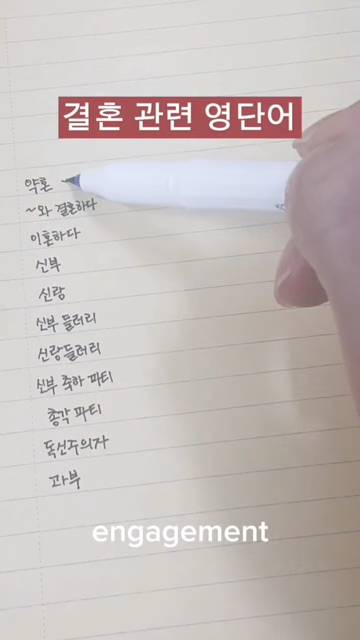 결혼 관련 영단어
약혼
~와 결혼하다
이혼하다
신부
신랑
신부 들러리
신랑들러리
신부 축하 파티
총각 파티
독신주의자
과부
engagement